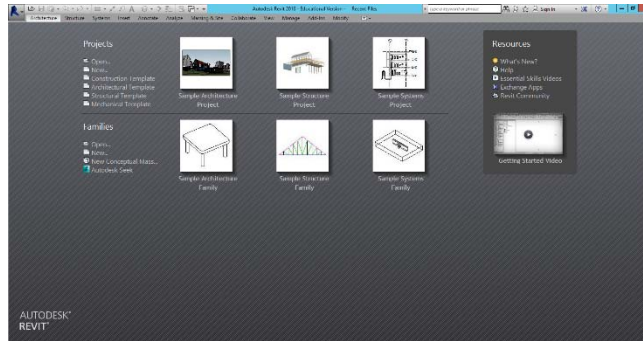 Autodesk Revit 2016 - Educational Version - Recent Files
Sign In
Architecture Structure Systems Insert Annotate Analyze Massing & Site Collaborate View Manage Add-Ins Modify
Projects
Open...
New...
Construction Template
Architectural Template
Structural Template
Mechanical Template
Sample Architecture
Project
Sample Structure
Project
Sample Systems
Project
Families
Open...
New...
New Conceptual Mass...
Autodesk Seek
Sample Architecture
Family
Sample Structure
Family
Sample Systems
Family
Resources
What's New?
Help
Essential Skills Videos
Exchange Apps
Revit Community
Getting Started Video
AUTODESK®
REVIT®